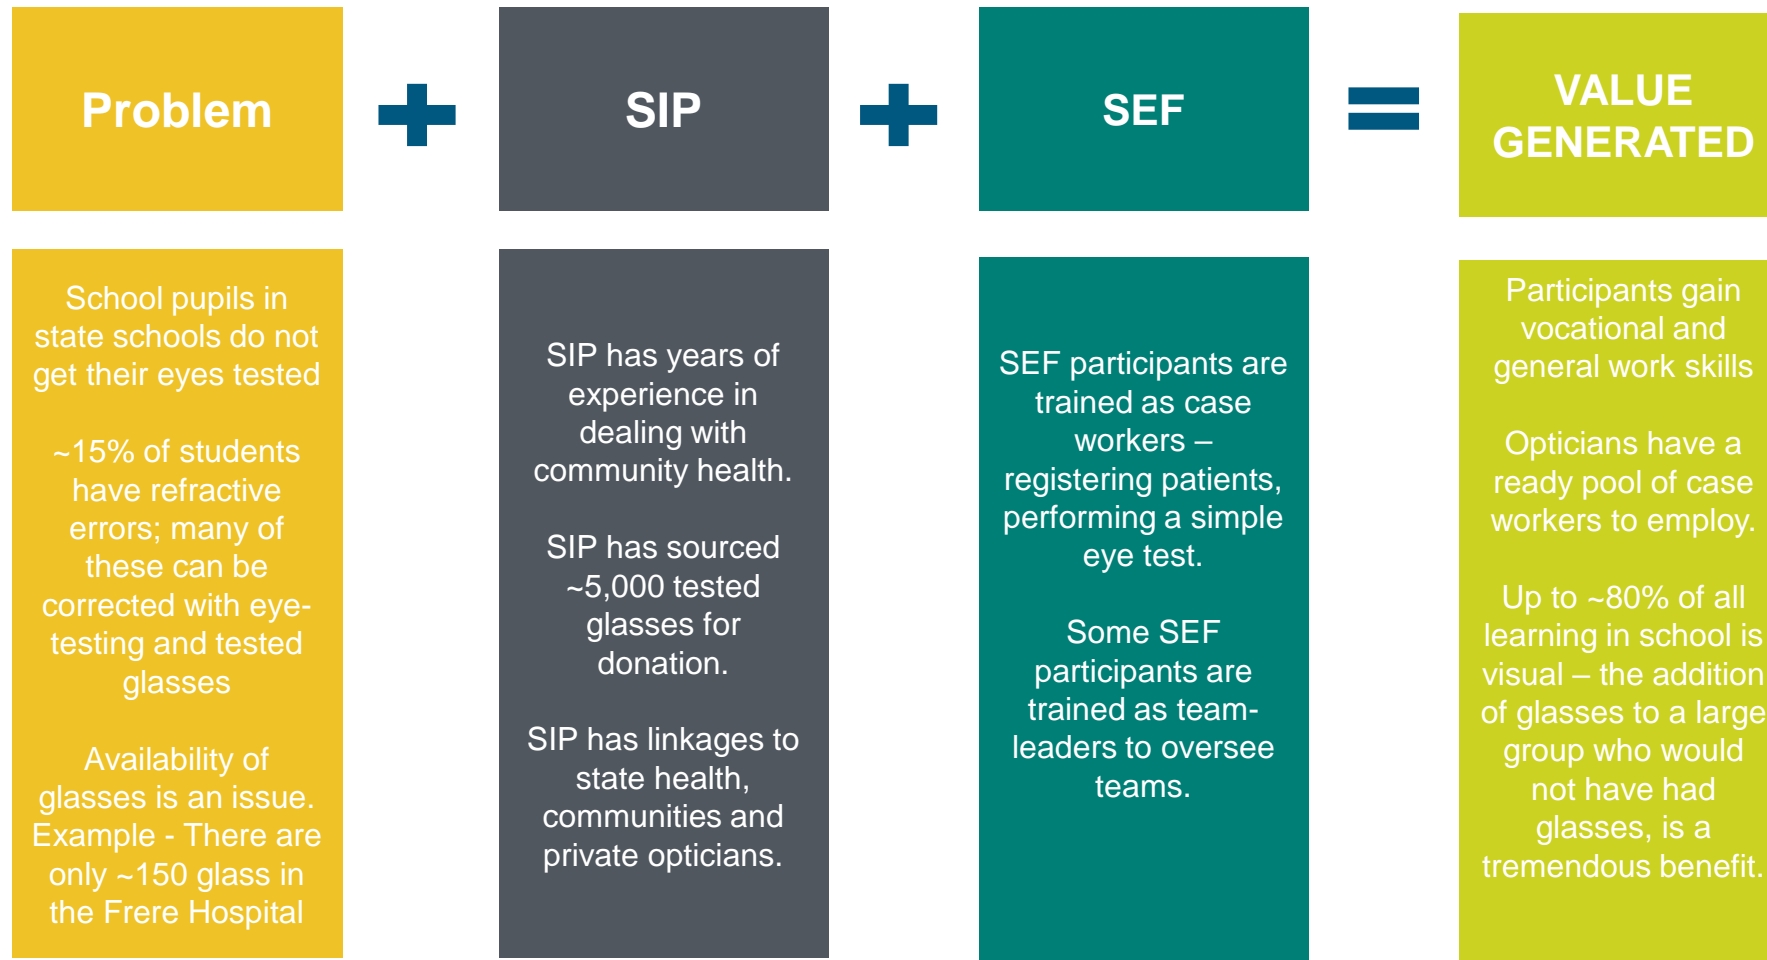 Problem
SIP
SEF
VALUE
GENERATED
School pupils in
state schools do not
get their eyes tested
~15% of students
have refractive
errors; many of
these can be
corrected with eye-
testing and tested
glasses
Availability of
glasses is an issue.
Example - There are
only ~150 glass in
the Frere Hospital
SIP has years of
experience in
dealing with
community health.
SIP has sourced
~5,000 tested
glasses for
donation.
SIP has linkages to
state health,
communities and
private opticians.
SEF participants are
trained as case
workers –
registering patients,
performing a simple
eye test.
Some SEF
participants are
trained as team-
leaders to oversee
teams.
Participants gain
vocational and
general work skills
Opticians have a
ready pool of case
workers to employ.
Up to ~80% of all
learning in school is
visual – the addition
of glasses to a large
group who would
not have had
glasses, is a
tremendous benefit.